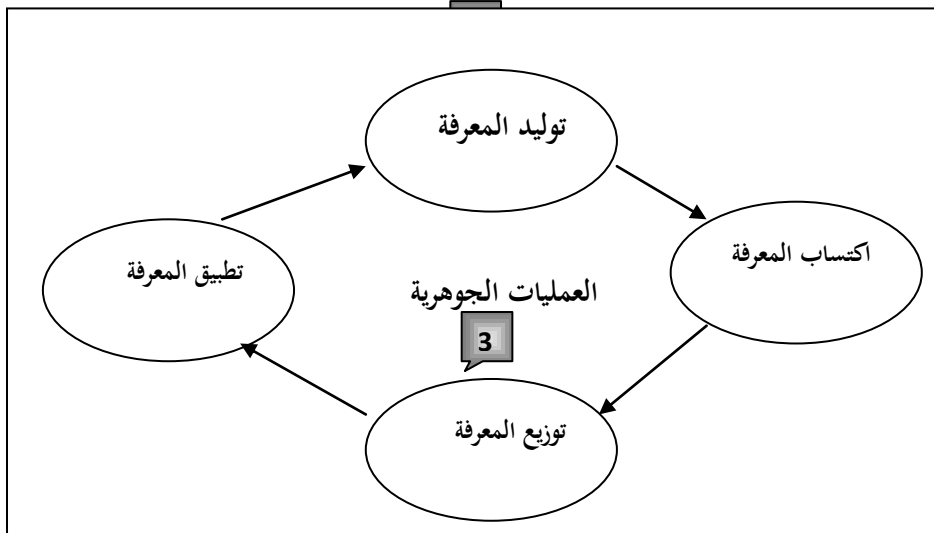 توليد المعرفة
اكتساب المعرفة
تطبيق المعرفة
العمليات الجوهرية
3
توزيع المعرفة